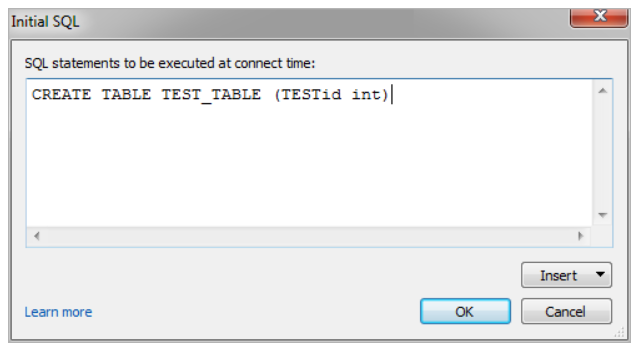 Initial SQL
SQL statements to be executed at connect time:
CREATE TABLE TEST_TABLE (TESTid int)
Insert
Learn more
OK
Cancel